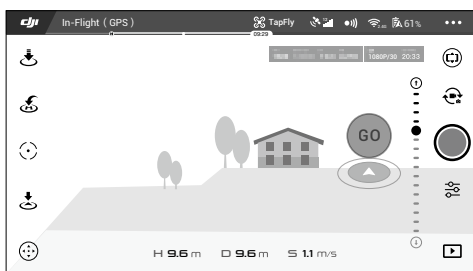 dji In-Flight ( GPS ) TapFly 61%
09:29
1080P/30 20:33
GO
H 9.6 m D 9.6 m S 1.1 m/s